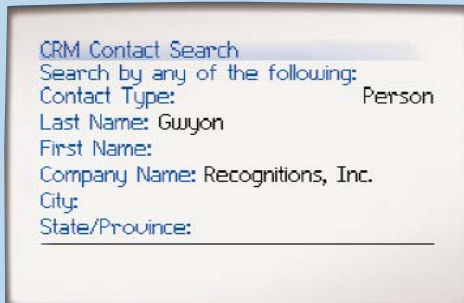 CRM Contact Search
Search by any of the following:
Contact Type: Person
Last Name: Gwyon
First Name:
Company Name: Recognitions, Inc.
City:
State/Province: